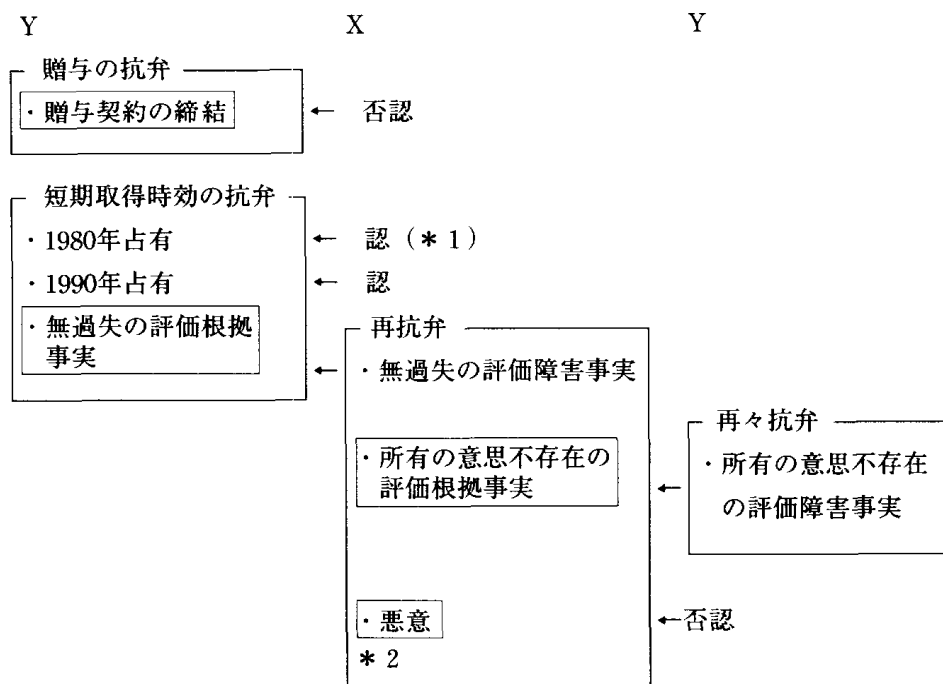 Y X Y
贈与の抗弁
・贈与契約の締結 ← 否認
短期取得時効の抗弁
・1980年占有 ← 認(*1)
・1990年占有 ← 認
・無過失の評価根拠
事実
再抗弁
← ・無過失の評価障害事実
再々抗弁
・所有の意思不存在の
評価根拠事実
← ・所有の意思不存在
の評価障害事実
・悪意 ←否認
*2